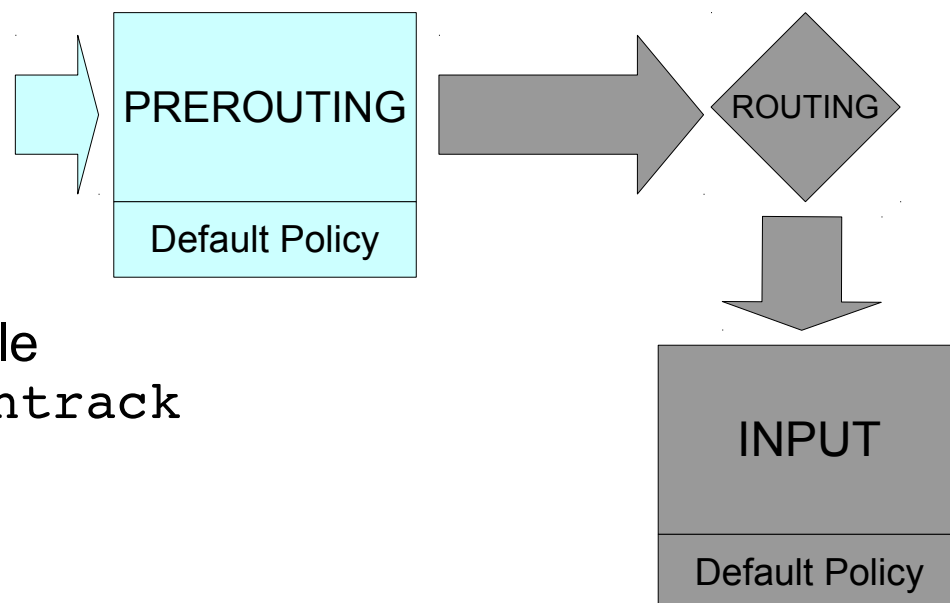 PREROUTING
ROUTING
Default Policy
le
ntrack
INPUT
Default Policy